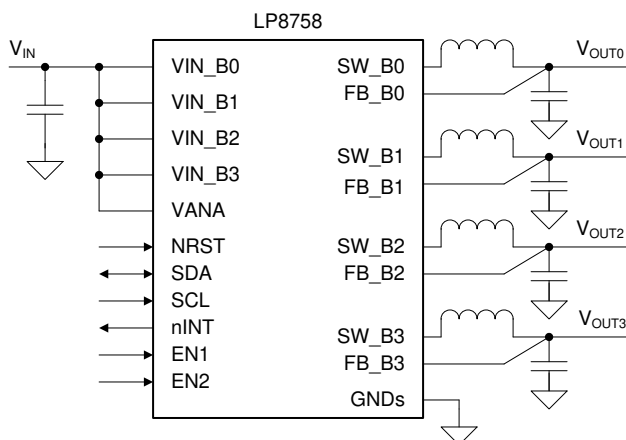 LP8758
VIN
VIN_B0
VIN_B1
VIN_B2
VIN_B3
VANA
NRST
SDA
SCL
nINT
EN1
EN2
SW_B0
FB_B0
SW_B1
FB_B1
SW_B2
FB_B2
SW_B3
FB_B3
GNDs
VOUT0
VOUT1
VOUT2
VOUT3